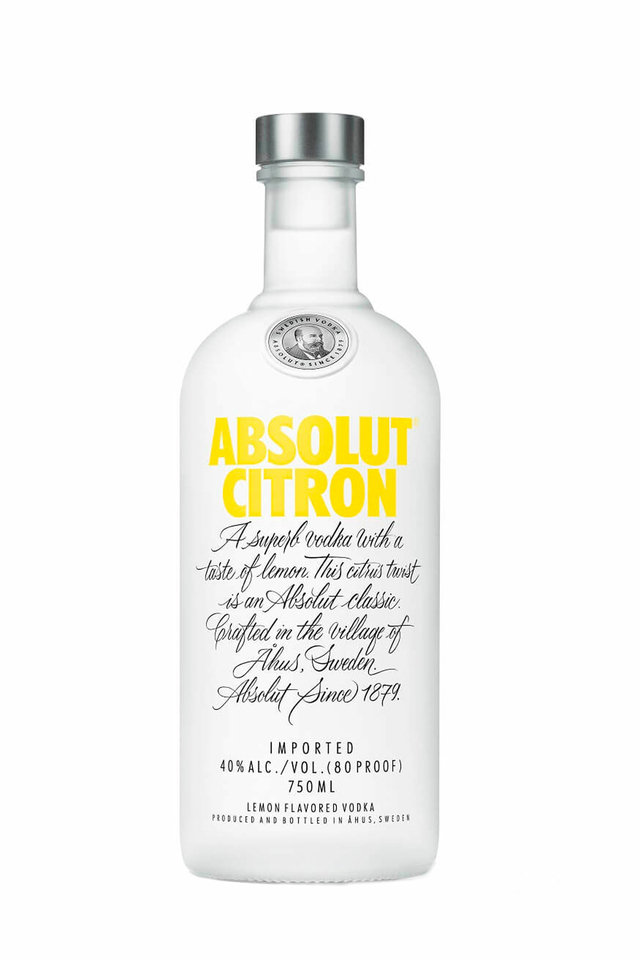 SWEDISH VODKA
ABSOLUT® SINCE 1879
ABSOLUT
CITRON
A superb vodka with a
taste of lemon. This citrus twist
is an Absolut classic.
Crafted in the village of
Åhus, Sweden.
Absolut Since 1879.
IMPORTED
40% ALC./VOL. (80 PROOF)
750ML
LEMON FLAVORED VODKA
PRODUCED AND BOTTLED IN ÅHUS, SWEDEN